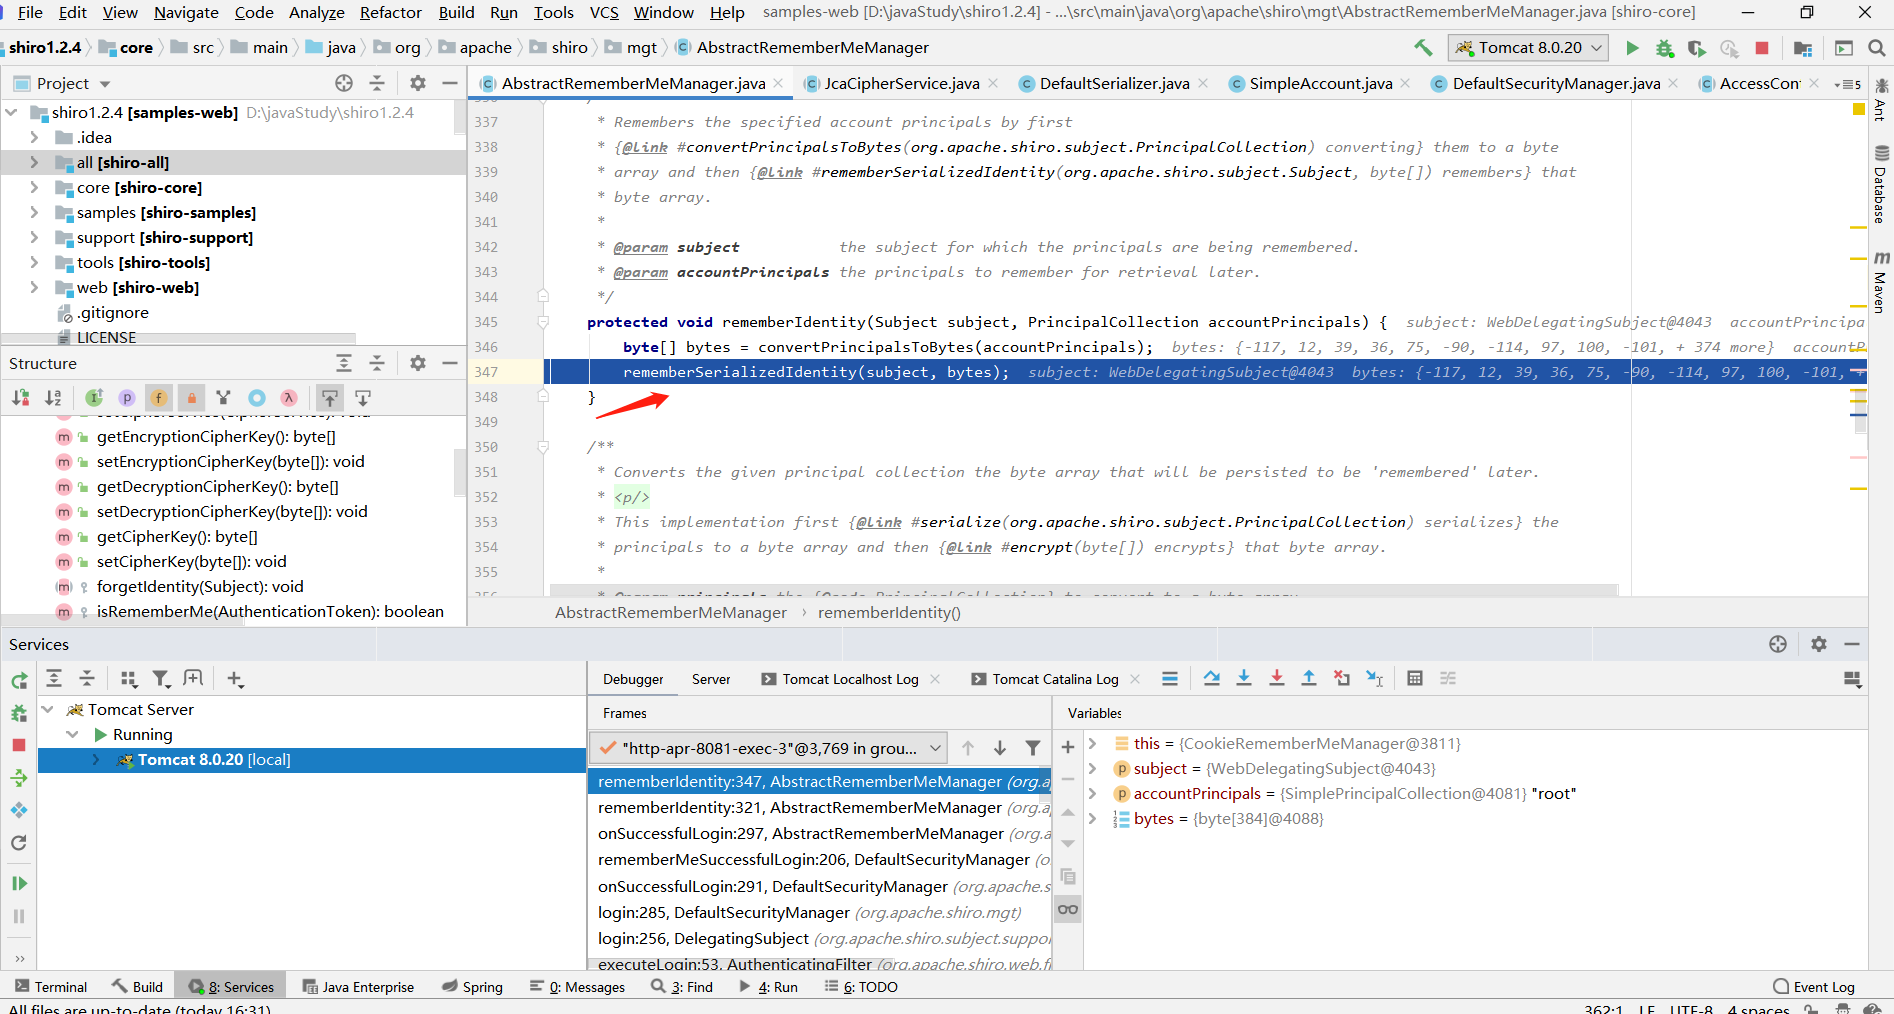 File Edit View Navigate Code Analyze Refactor Build Run Tools VCS Window Help samples-web [D:\javaStudy\shiro1.2.4] - ...\src\main\java\org\apache\shiro\mgt\AbstractRememberMeManager.java [shiro-core]
shiro1.2.4 core src main java org apache shiro mgt AbstractRememberMeManager Tomcat 8.0.20
Project
AbstractRememberMeManager.java JcaCipherService.java DefaultSerializer.java SimpleAccount.java DefaultSecurityManager.java AccessCon 5
shiro1.2.4 [samples-web] D:\javaStudy\shiro1.2.4
.idea
all [shiro-all]
core [shiro-core]
samples [shiro-samples]
support [shiro-support]
tools [shiro-tools]
web [shiro-web]
.gitignore
LICENSE
Structure
getEncryptionCipherKey(): byte[]
setEncryptionCipherKey(byte[]): void
getDecryptionCipherKey(): byte[]
setDecryptionCipherKey(byte[]): void
getCipherKey(): byte[]
setCipherKey(byte[]): void
forgetIdentity(Subject): void
isRememberMe(AuthenticationToken): boolean
337 * Remembers the specified account principals by first
338 * {@link #convertPrincipalsToBytes(org.apache.shiro.subject.PrincipalCollection) converting} them to a byte
339 * array and then {@link #rememberSerializedIdentity(org.apache.shiro.subject.Subject, byte[]) remembers} that
340 * byte array.
341 *
342 * @param subject the subject for which the principals are being remembered.
343 * @param accountPrincipals the principals to remember for retrieval later.
344 */
345 protected void rememberIdentity(Subject subject, PrincipalCollection accountPrincipals) { subject: WebDelegatingSubject@4043 accountPrincipa
346 byte[] bytes = convertPrincipalsToBytes(accountPrincipals); bytes: {-117, 12, 39, 36, 75, -90, -114, 97, 100, -101, + 374 more} accountP
347 rememberSerializedIdentity(subject, bytes); subject: WebDelegatingSubject@4043 bytes: {-117, 12, 39, 36, 75, -90, -114, 97, 100, -101, +
348 }
349
350 /**
351 * Converts the given principal collection the byte array that will be persisted to be 'remembered' later.
352 * <p/>
353 * This implementation first {@link #serialize(org.apache.shiro.subject.PrincipalCollection) serializes} the
354 * principals to a byte array and then {@link #encrypt(byte[]) encrypts} that byte array.
355 *
AbstractRememberMeManager › rememberIdentity()
Ant
Database
Maven
Services
Tomcat Server
Running
Tomcat 8.0.20 [local]
Debugger Server Tomcat Localhost Log Tomcat Catalina Log
Frames
"http-apr-8081-exec-3"@3,769 in grou...
rememberIdentity:347, AbstractRememberMeManager (org.a
rememberIdentity:321, AbstractRememberMeManager (org.a
onSuccessfulLogin:297, AbstractRememberMeManager (org.a
rememberMeSuccessfulLogin:206, DefaultSecurityManager (o
onSuccessfulLogin:291, DefaultSecurityManager (org.apache.s
login:285, DefaultSecurityManager (org.apache.shiro.mgt)
login:256, DelegatingSubject (org.apache.shiro.subject.suppor
executeLogin:53, AuthenticatingFilter (org.apache.shiro.web.fi
Variables
this = {CookieRememberMeManager@3811}
subject = {WebDelegatingSubject@4043}
accountPrincipals = {SimplePrincipalCollection@4081} "root"
bytes = {byte[384]@4088}
Terminal Build 8: Services Java Enterprise Spring 0: Messages 3: Find 4: Run 6: TODO Event Log
All files are up-to-date (today 16:31) 362:1 LF UTF-8 4 spaces